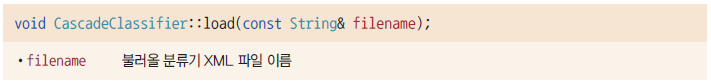 void CascadeClassifier::load(const String& filename);
• filename 불러올 분류기 XML 파일 이름